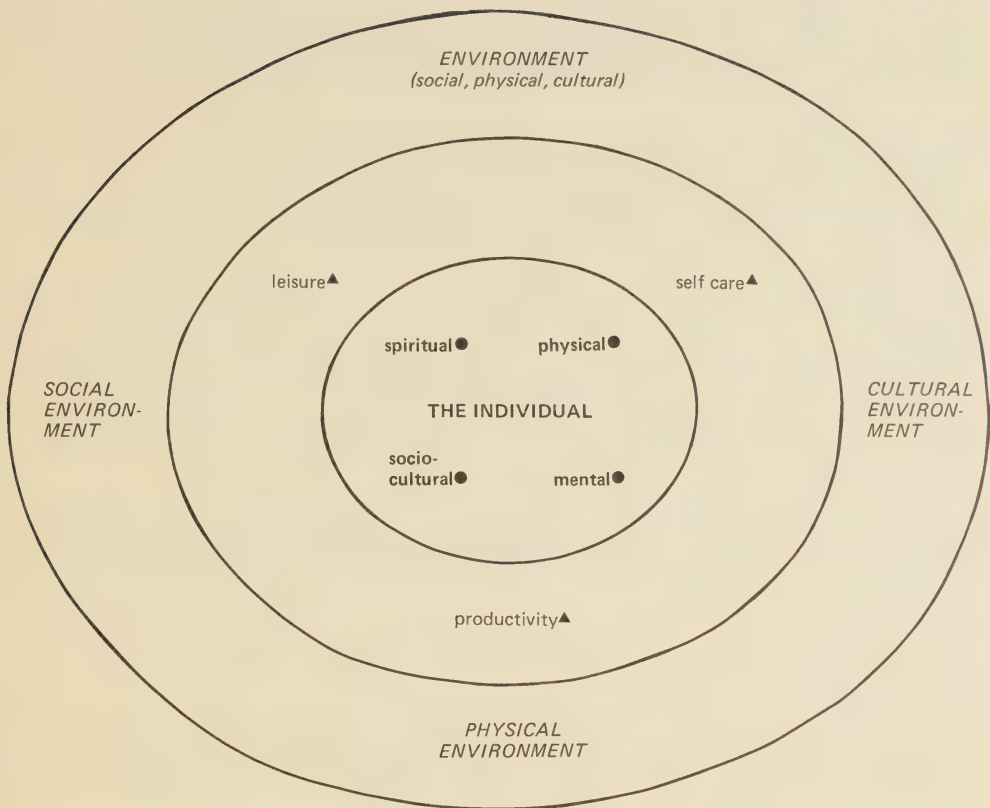 ENVIRONMENT
(social, physical, cultural)
leisure
self care
spiritual
physical
SOCIAL
ENVIRON-
MENT
THE INDIVIDUAL
CULTURAL
ENVIRON-
MENT
socio-
cultural
mental
productivity
PHYSICAL
ENVIRONMENT